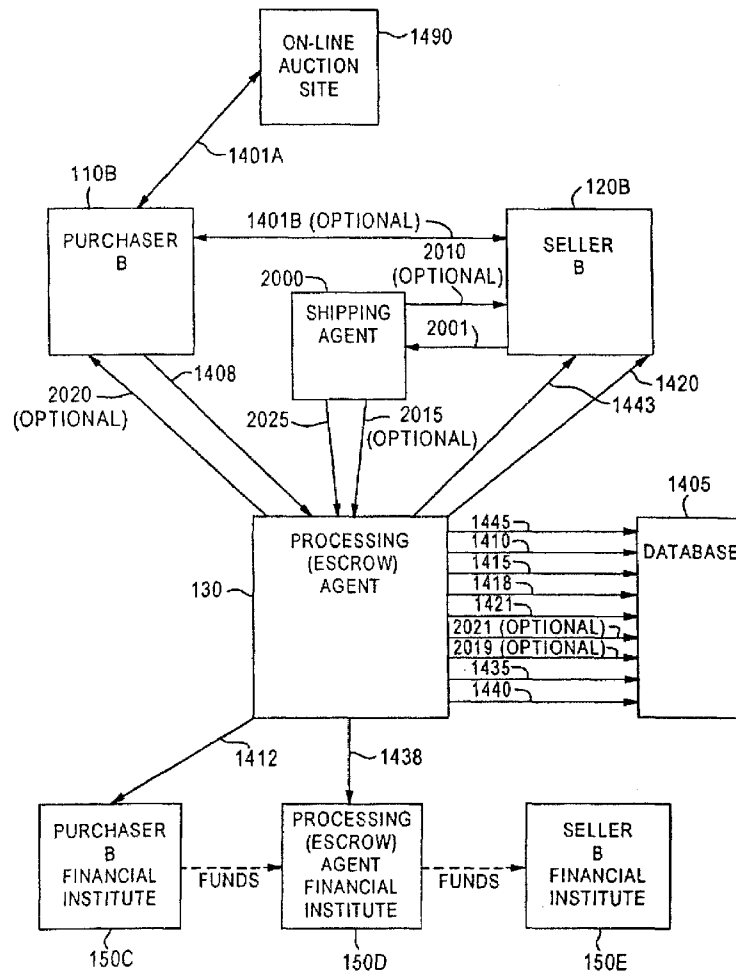 ON-LINE
AUCTION
SITE
1490
1401A
110B
120B
PURCHASER
B
1401B (OPTIONAL)
SELLER
B
2010
(OPTIONAL)
2000
SHIPPING
AGENT
2001
2020
(OPTIONAL)
1408
2025
2015
(OPTIONAL)
1443
1420
130
PROCESSING
(ESCROW)
AGENT
1405
DATABASE
1445
1410
1415
1418
1421
2021 (OPTIONAL)
2019 (OPTIONAL)
1435
1440
1412
1438
PURCHASER
B
FINANCIAL
INSTITUTE
FUNDS
PROCESSING
(ESCROW)
AGENT
FINANCIAL
INSTITUTE
FUNDS
SELLER
B
FINANCIAL
INSTITUTE
150C
150D
150E